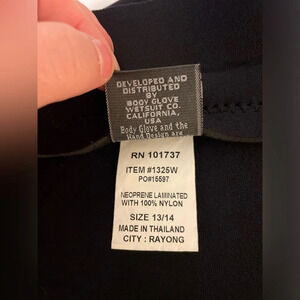 DEVELOPED AND
DISTRIBUTED
BY
BODY GLOVE
WETSUIT CO.
CALIFORNIA,
USA
Body Glove and the
Hand Design are
RN 101737
ITEM #1325W
PO#15597
NEOPRENE LAMINATED
WITH 100% NYLON
SIZE 13/14
MADE IN THAILAND
CITY : RAYONG